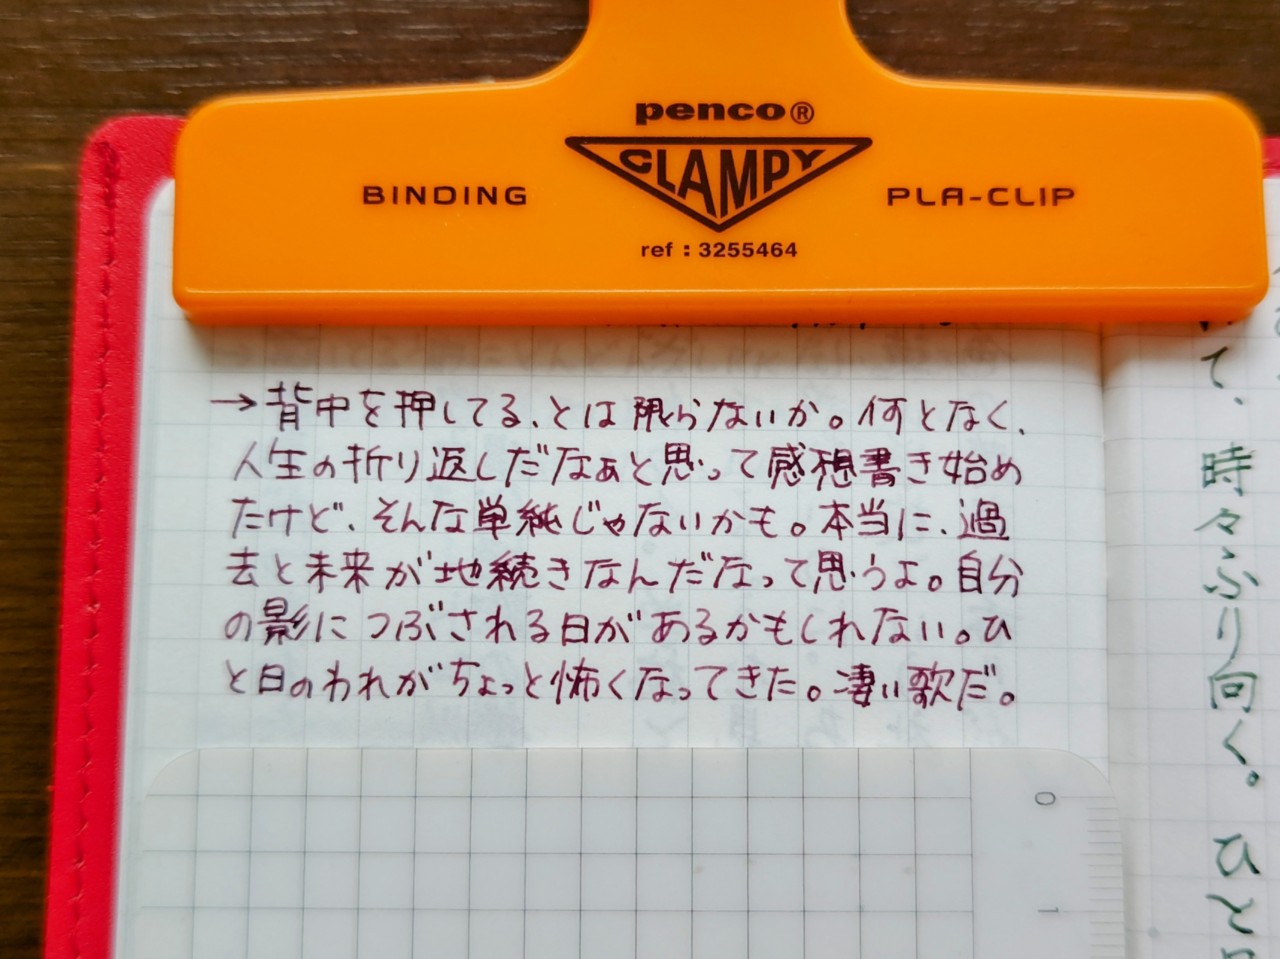 penco®
CLAMPY
BINDING
PLA-CLIP
ref : 3255464
→背中を押してる、とは限らないか。何となく、
人生の折り返しだなぁと思って感想書き始め
たけど、そんな単純じゃないかも。本当に、過
去と未来が地続きなんだなって思うよ。自分
の影につぶされる日があるかもしれない。ひ
と日のわれがちょっと怖くなってきた。凄い歌だ。
て、時々ふり向く。ひと
0
1